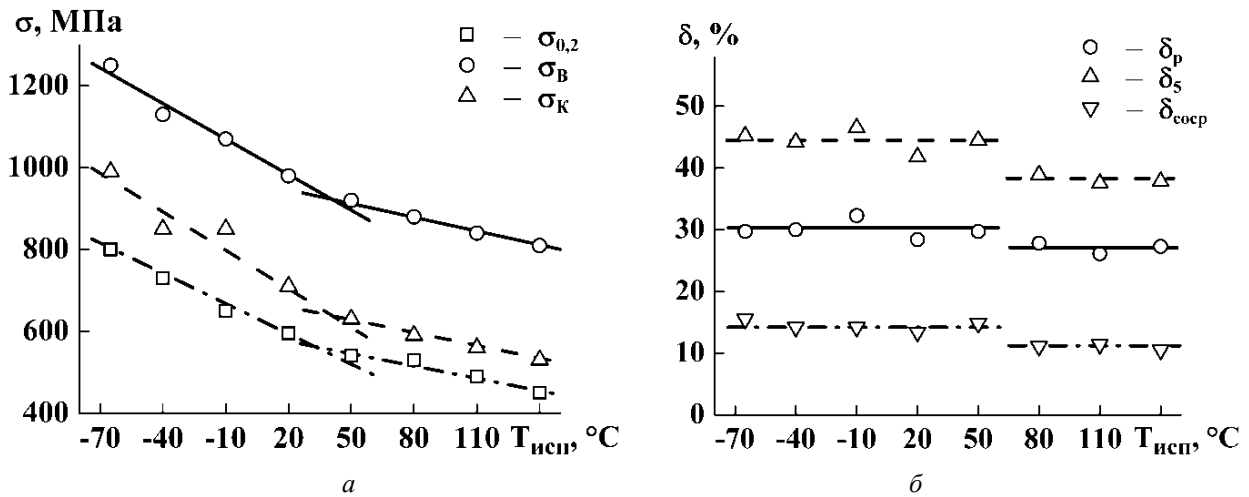 σ, МПа
□ – σ0,2
○ – σВ
△ – σК
1200
1000
800
600
400
-70 -40 -10 20 50 80 110 Тисп, °С
а
δ, %
○ – δр
△ – δ5
▽ – δсоср
50
40
30
20
10
0
-70 -40 -10 20 50 80 110 Тисп, °С
б